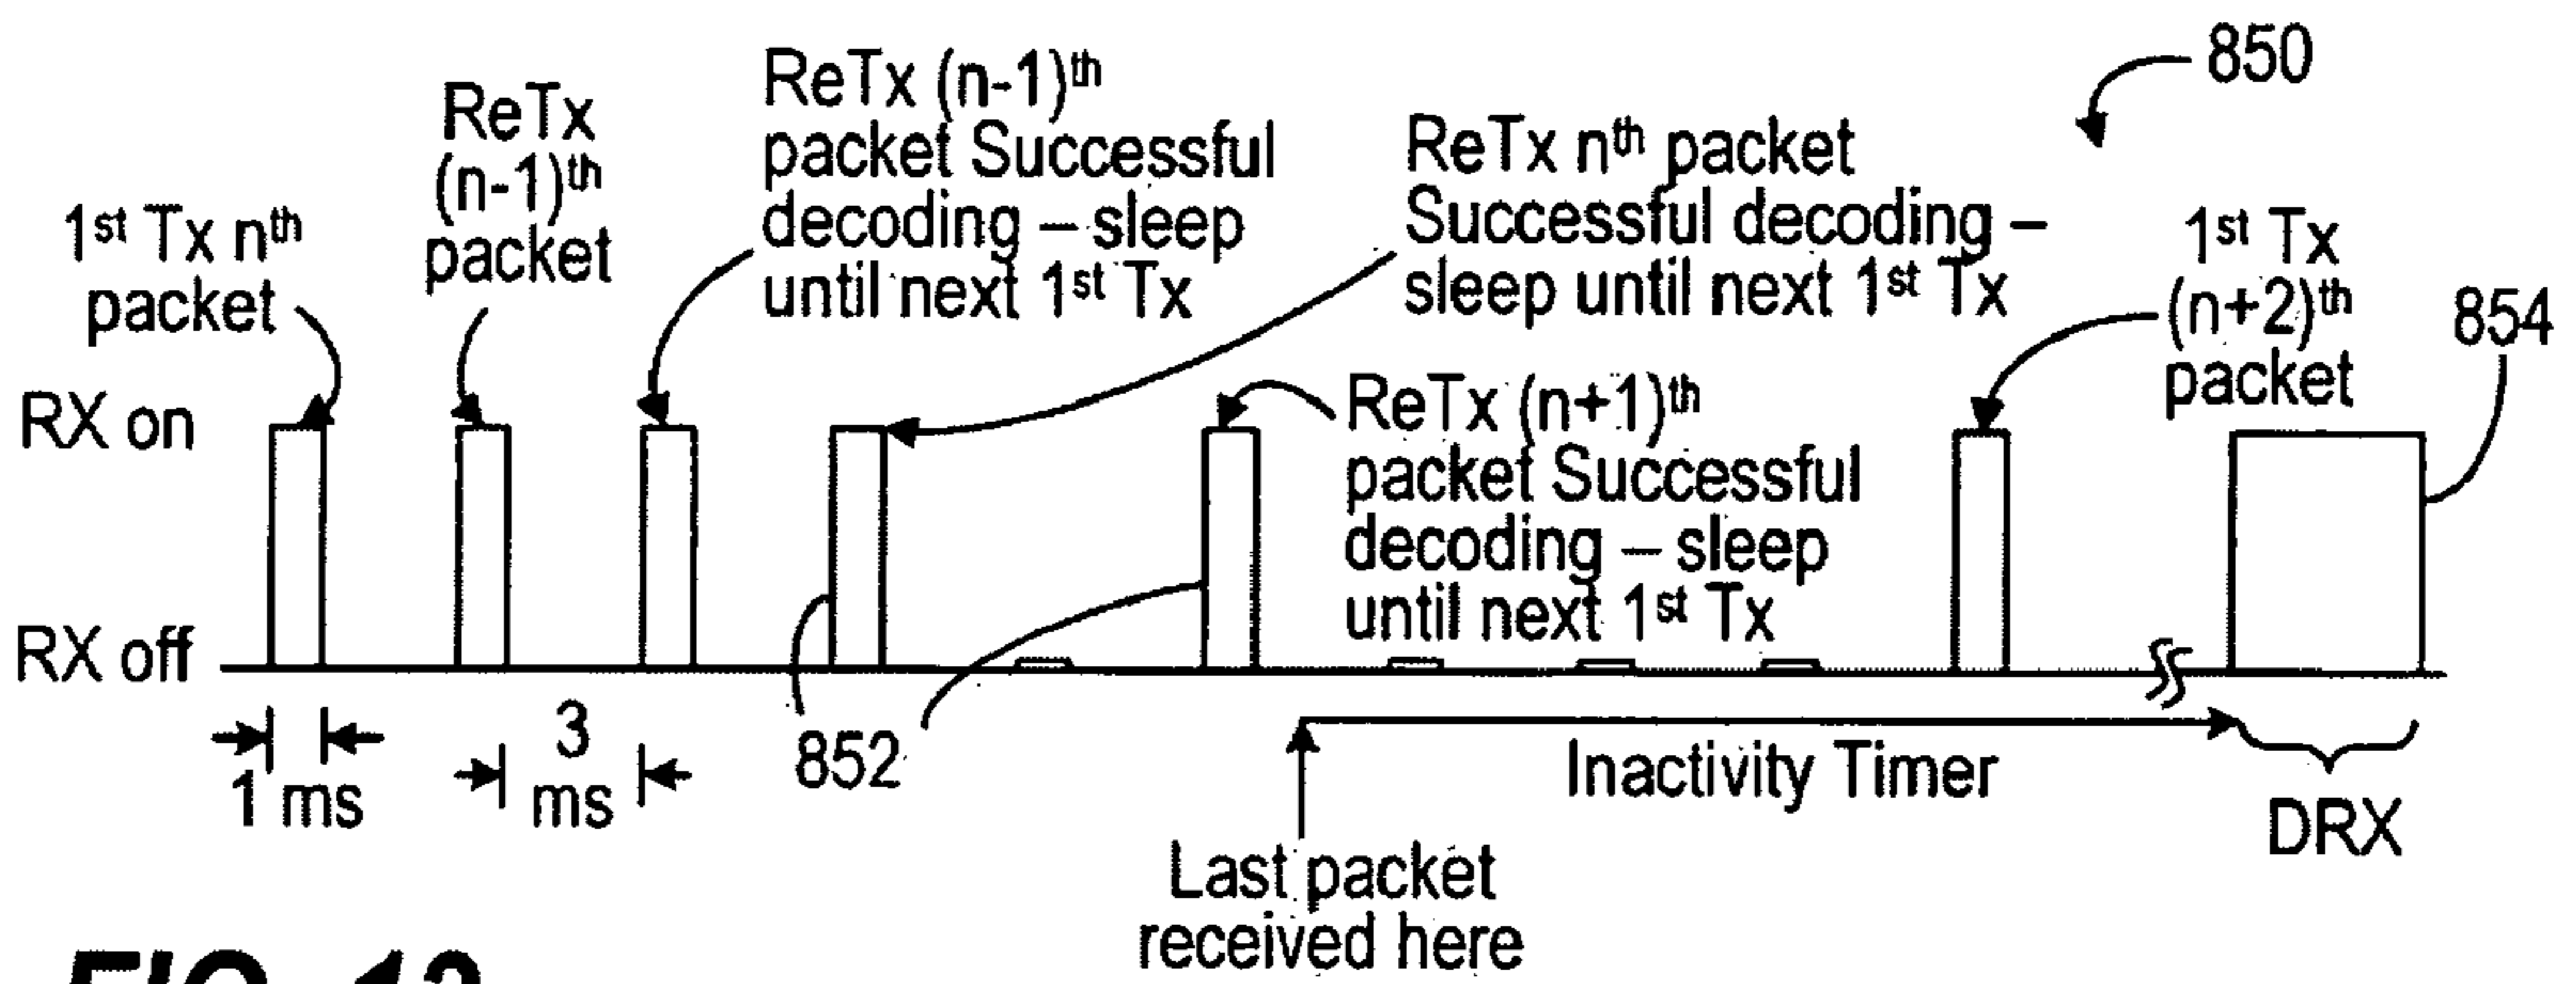 850
ReTx (n-1)th
packet Successful
decoding – sleep
until next 1st Tx
ReTx
(n-1)th
packet
1st Tx nth
packet
ReTx nth packet
Successful decoding –
sleep until next 1st Tx
1st Tx
(n+2)th
packet
854
RX on
ReTx (n+1)th
packet Successful
decoding – sleep
until next 1st Tx
RX off
1 ms
3
ms
852
Inactivity Timer
DRX
Last packet
received here